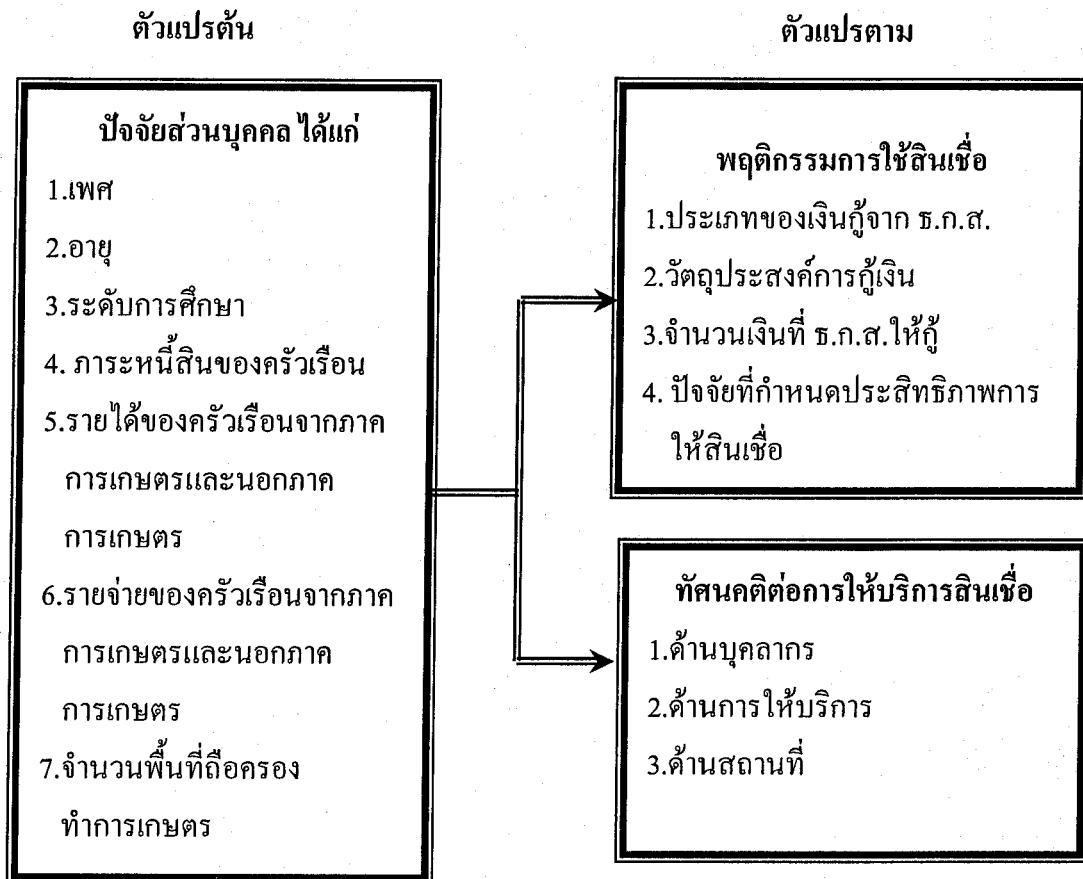 ตัวแปรต้น
ปัจจัยส่วนบุคคล ได้แก่
1.เพศ
2.อายุ
3.ระดับการศึกษา
4. ภาระหนี้สินของครัวเรือน
5.รายได้ของครัวเรือนจากภาค
การเกษตรและนอกภาค
การเกษตร
6.รายจ่ายของครัวเรือนจากภาค
การเกษตรและนอกภาค
การเกษตร
7.จำนวนพื้นที่ถือครอง
ทำการเกษตร
ตัวแปรตาม
พฤติกรรมการใช้สินเชื่อ
1.ประเภทของเงินกู้จาก ธ.ก.ส.
2.วัตถุประสงค์การกู้เงิน
3.จำนวนเงินที่ ธ.ก.ส.ให้กู้
4. ปัจจัยที่กำหนดประสิทธิภาพการ
ให้สินเชื่อ
ทัศนคติต่อการให้บริการสินเชื่อ
1.ด้านบุคลากร
2.ด้านการให้บริการ
3.ด้านสถานที่